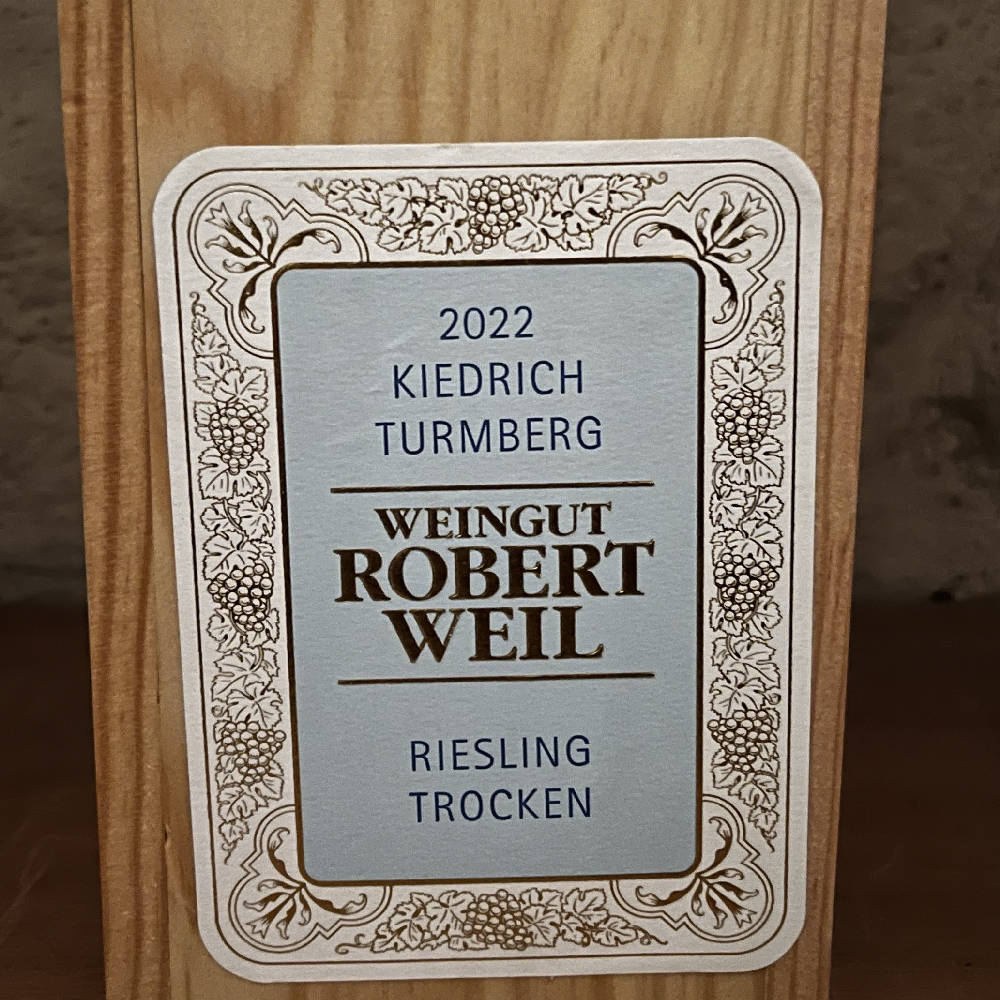 2022
KIEDRICH
TURMBERG
WEINGUT
ROBERT
WEIL
RIESLING
TROCKEN